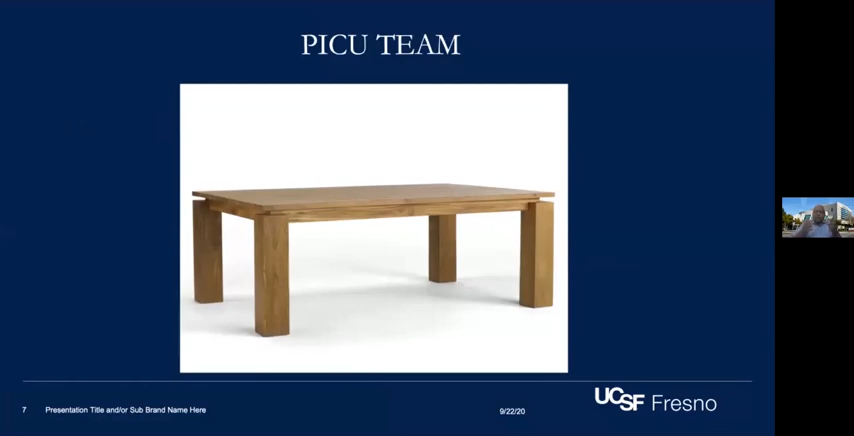 PICU TEAM
7
Presentation Title and/or Sub Brand Name Here
9/22/20
UCSF Fresno